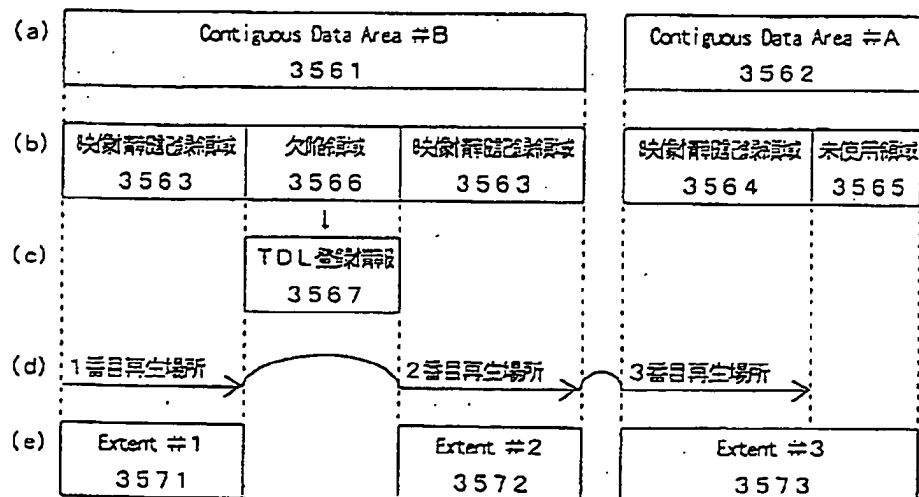 (a)
Contiguous Data Area #B
3561
Contiguous Data Area #A
3562
(b)
映像情報記録領域
3563
欠陥領域
3566
映像情報記録領域
3563
映像情報記録領域
3564
未使用領域
3565
(c)
TDL登録情報
3567
(d)
1番目再生場所
2番目再生場所
3番目再生場所
(e)
Extent #1
3571
Extent #2
3572
Extent #3
3573